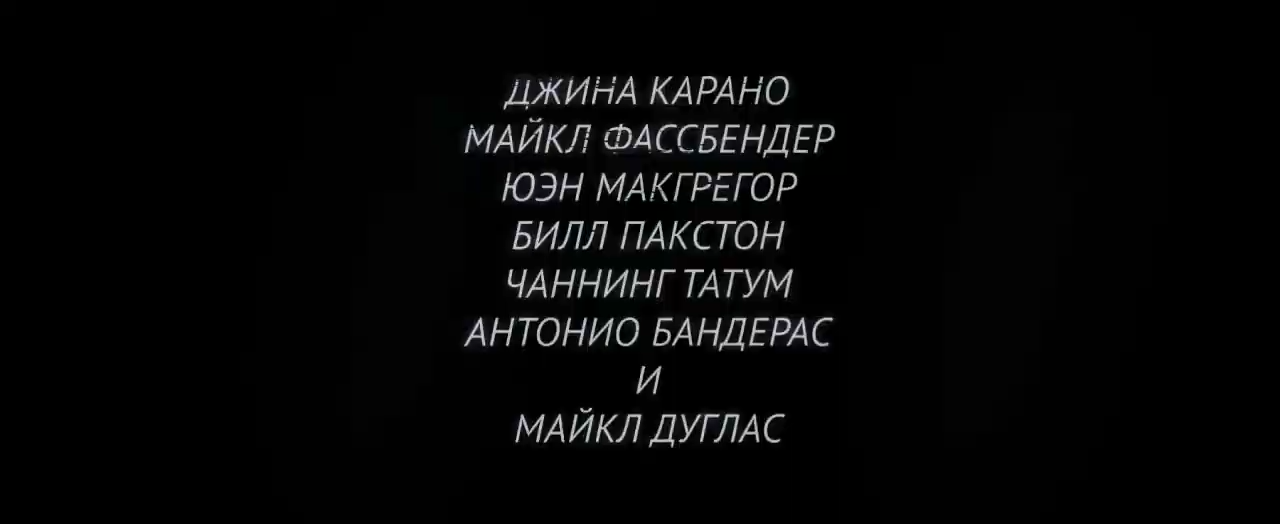 ДЖИНА КАРАНО
МАЙКЛ ФАССБЕНДЕР
ЮЭН МАКГРЕГОР
БИЛЛ ПАКСТОН
ЧАННИНГ ТАТУМ
АНТОНИО БАНДЕРАС
И
МАЙКЛ ДУГЛАС